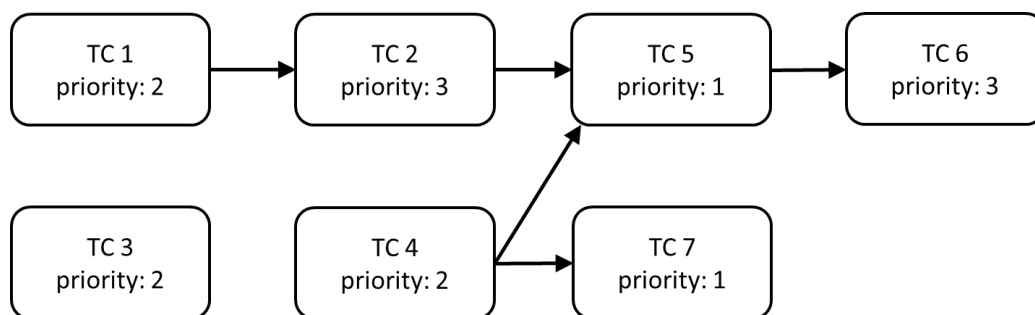 TC 1
priority: 2
TC 2
priority: 3
TC 5
priority: 1
TC 6
priority: 3
TC 3
priority: 2
TC 4
priority: 2
TC 7
priority: 1